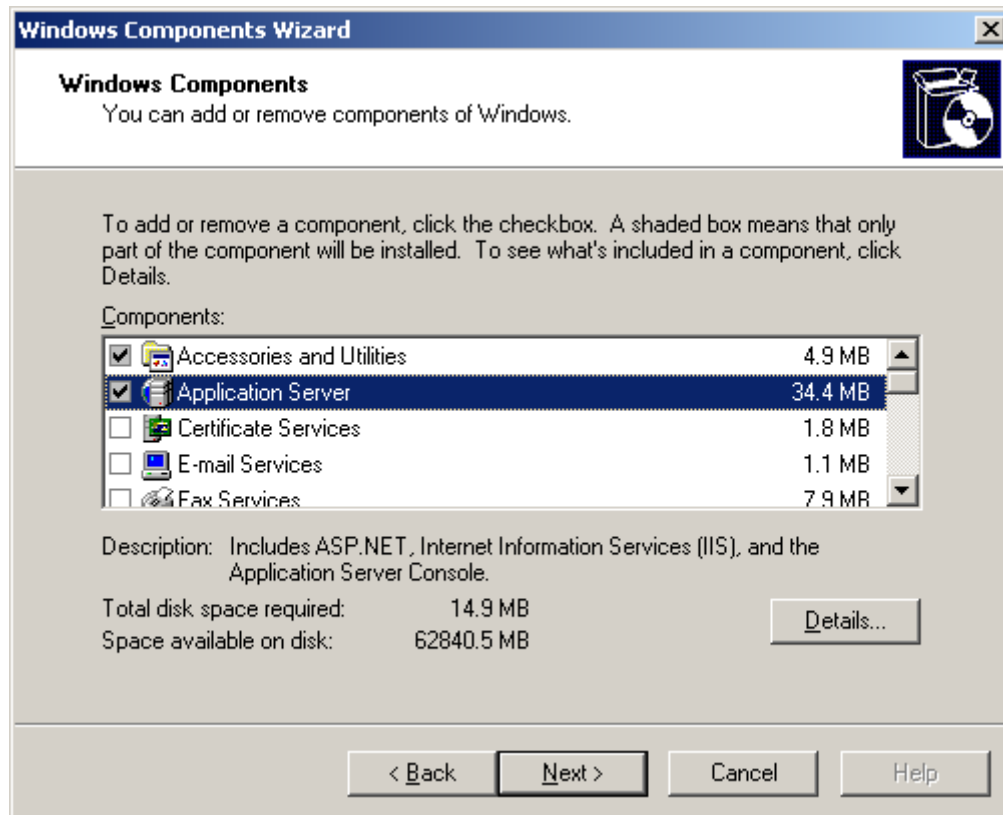 Windows Components Wizard
Windows Components
You can add or remove components of Windows.
To add or remove a component, click the checkbox. A shaded box means that only
part of the component will be installed. To see what's included in a component, click
Details.
Components:
Accessories and Utilities 4.9 MB
Application Server 34.4 MB
Certificate Services 1.8 MB
E-mail Services 1.1 MB
Fax Services 7.9 MB
Description: Includes ASP.NET, Internet Information Services (IIS), and the
Application Server Console.
Total disk space required: 14.9 MB
Space available on disk: 62840.5 MB
Details...
< Back Next > Cancel Help